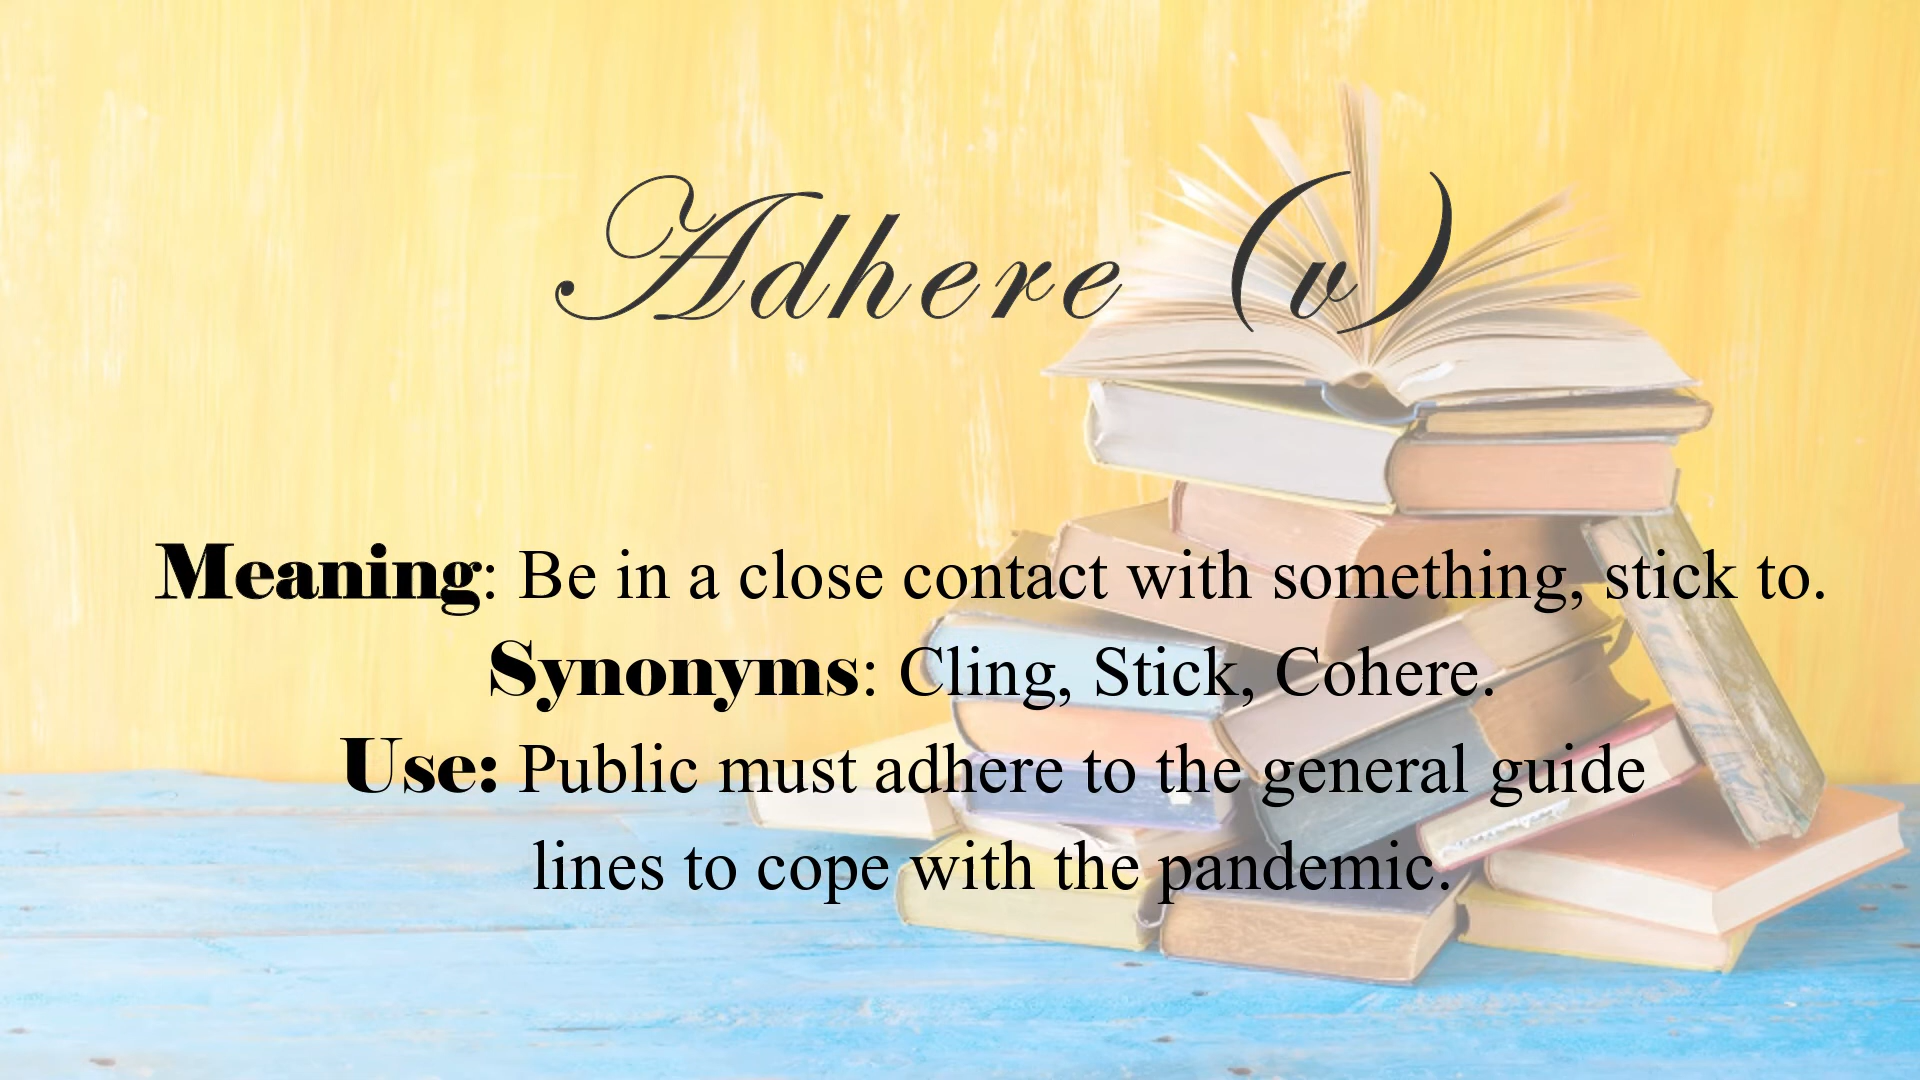 Adhere (v)
Meaning: Be in a close contact with something, stick to.
Synonyms: Cling, Stick, Cohere.
Use: Public must adhere to the general guide
lines to cope with the pandemic.